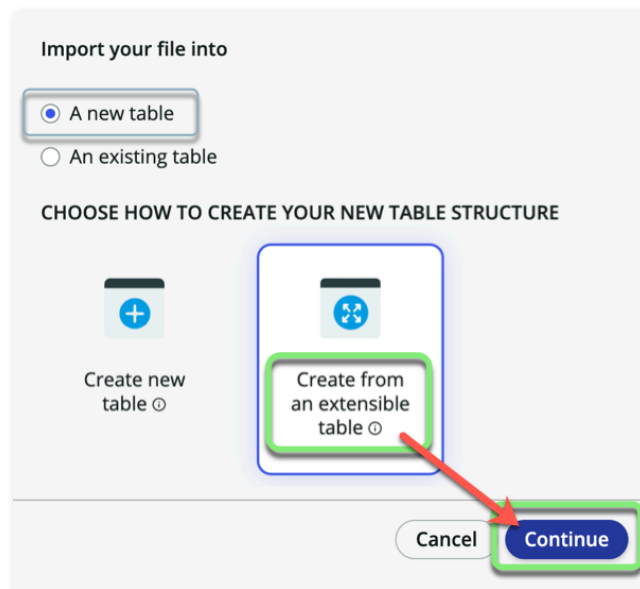 Import your file into
A new table
An existing table
CHOOSE HOW TO CREATE YOUR NEW TABLE STRUCTURE
Create new
table
Create from
an extensible
table
Cancel
Continue